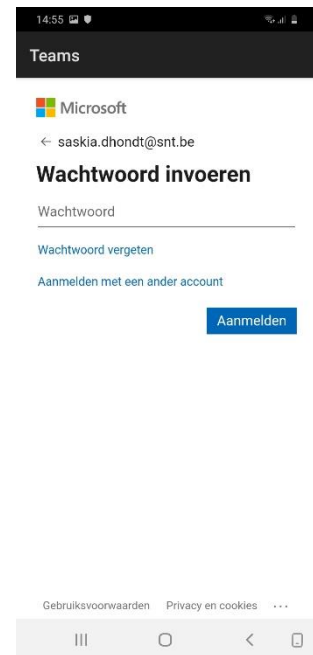 14:55
Teams
Microsoft
← saskia.dhondt@snt.be
Wachtwoord invoeren
Wachtwoord
Wachtwoord vergeten
Aanmelden met een ander account
Aanmelden
Gebruiksvoorwaarden Privacy en cookies ...